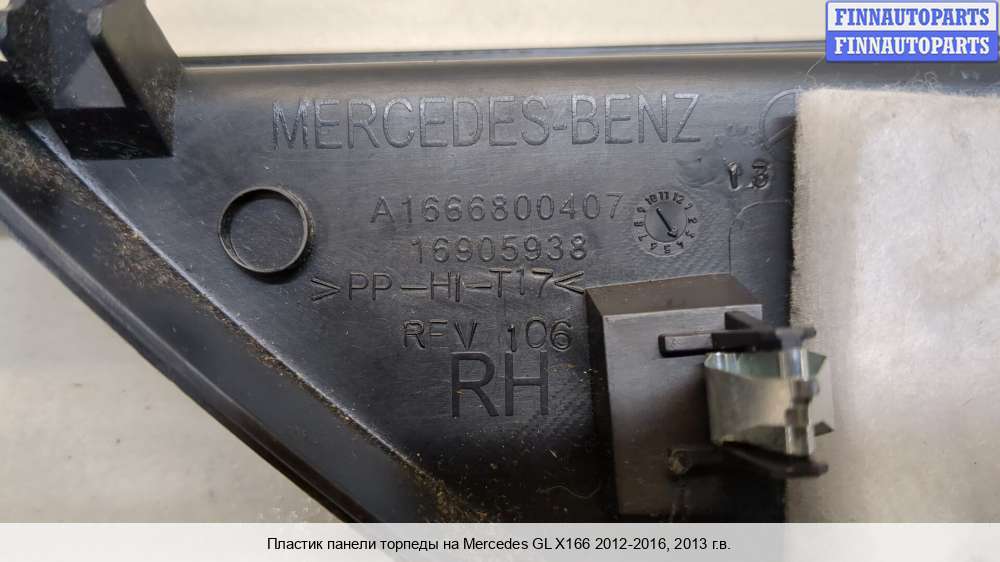 FINNAUTOPARTS
FINNAUTOPARTS
MERCEDES-BENZ
13
A1666800407
16905938
>PP-HI-T17<
REV 106
RH
Пластик панели торпеды на Mercedes GL X166 2012-2016, 2013 г.в.